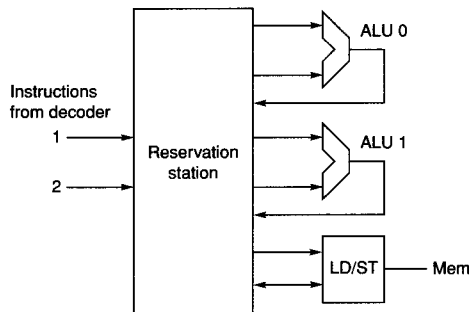 ALU 0
Instructions
from decoder
1
2
Reservation
station
ALU 1
LD/ST
Mem